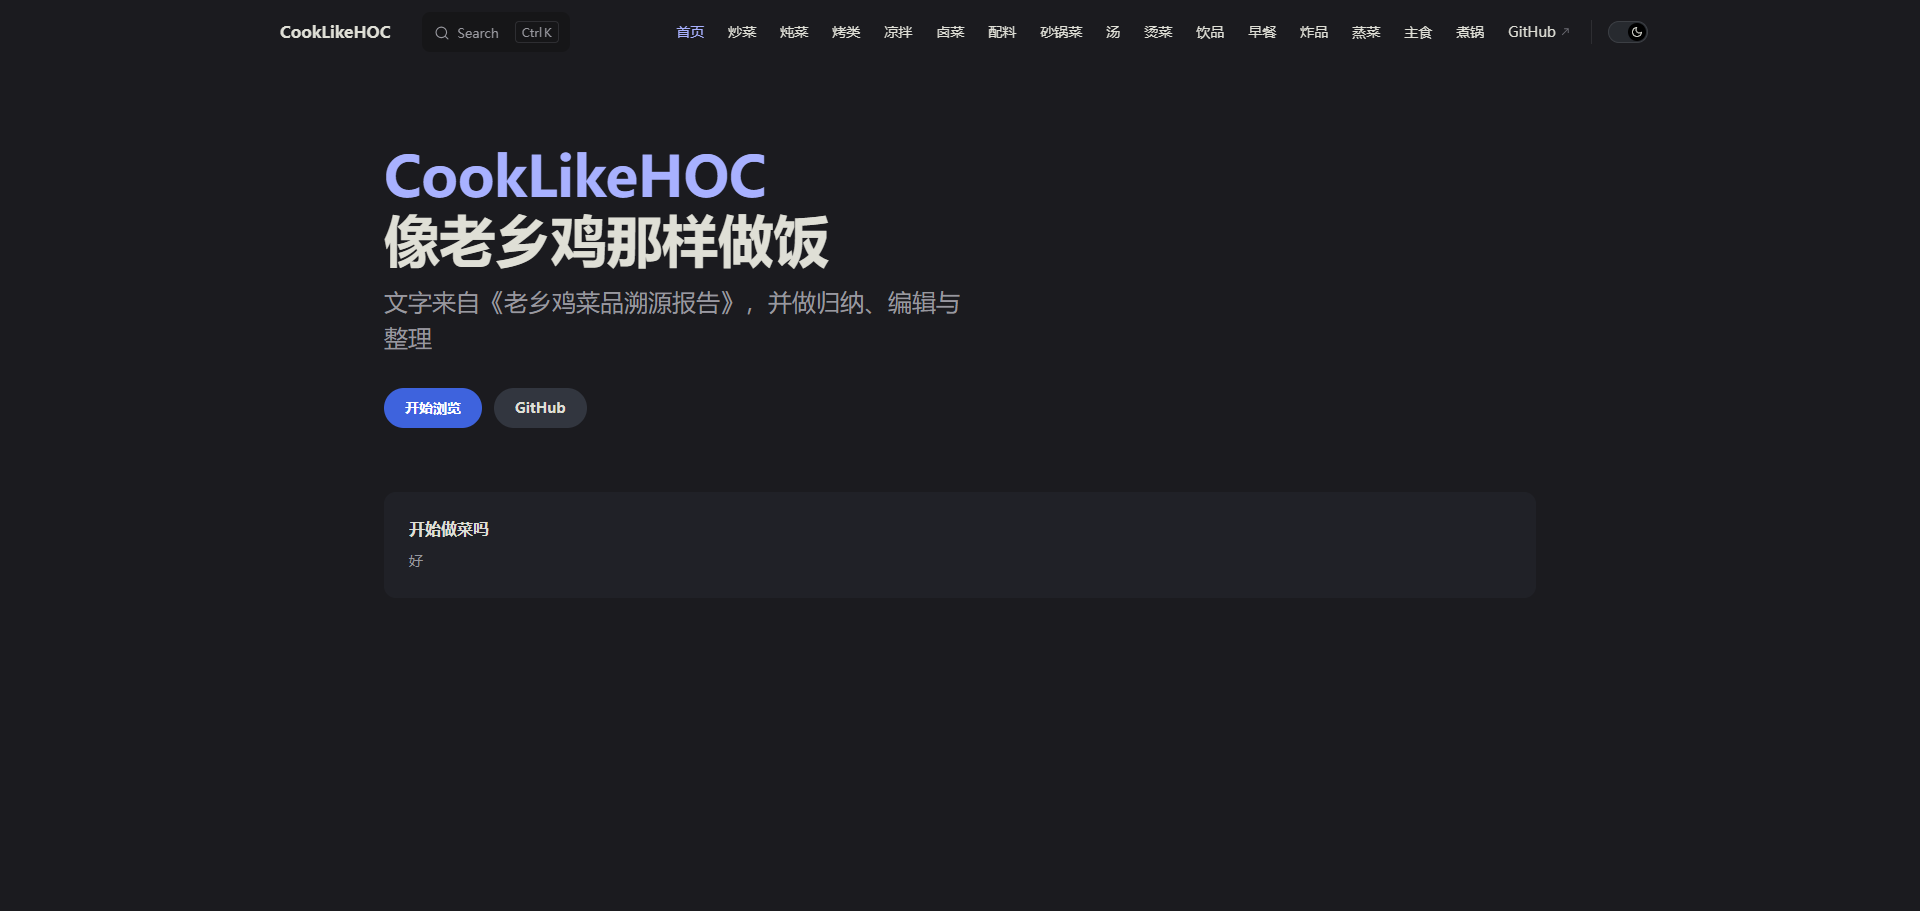 CookLikeHOC Search Ctrl K 首页 炒菜 炖菜 烤类 凉拌 卤菜 配料 砂锅菜 汤 烫菜 饮品 早餐 炸品 蒸菜 主食 煮锅 GitHub
CookLikeHOC
像老乡鸡那样做饭
文字来自《老乡鸡菜品溯源报告》，并做归纳、编辑与
整理
开始浏览 GitHub
开始做菜吗
好